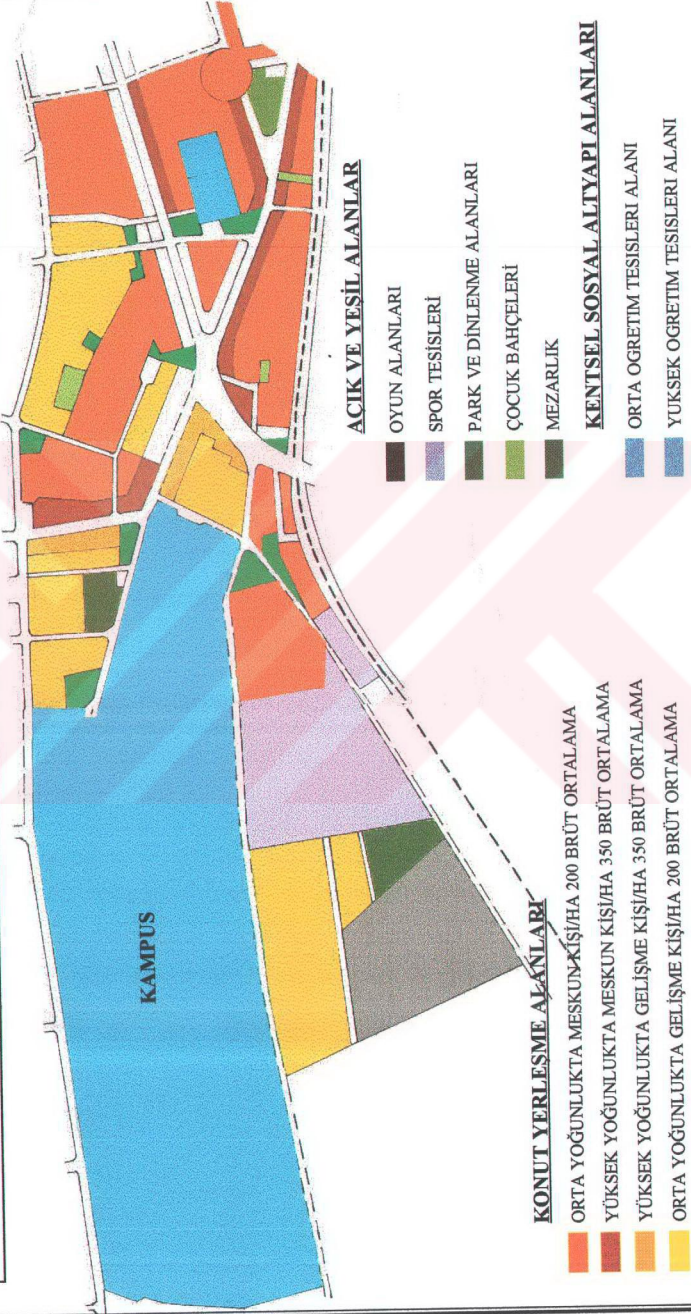 KAMPUS
KONUT YERLEŞME ALANLARI
ORTA YOĞUNLUKTA MESKUN KİŞİ/HA 200 BRÜT ORTALAMA
YÜKSEK YOĞUNLUKTA MESKUN KİŞİ/HA 350 BRÜT ORTALAMA
YÜKSEK YOĞUNLUKTA GELİŞME KİŞİ/HA 350 BRÜT ORTALAMA
ORTA YOĞUNLUKTA GELİŞME KİŞİ/HA 200 BRÜT ORTALAMA
AÇIK VE YEŞİL ALANLAR
OYUN ALANLARI
SPOR TESİSLERİ
PARK VE DİNLENME ALANLARI
ÇOCUK BAHÇELERİ
MEZARLIK
KENTSEL SOSYAL ALTYAPI ALANLARI
ORTA OGRETIM TESISLERI ALANI
YUKSEK OGRETIM TESISLERI ALANI